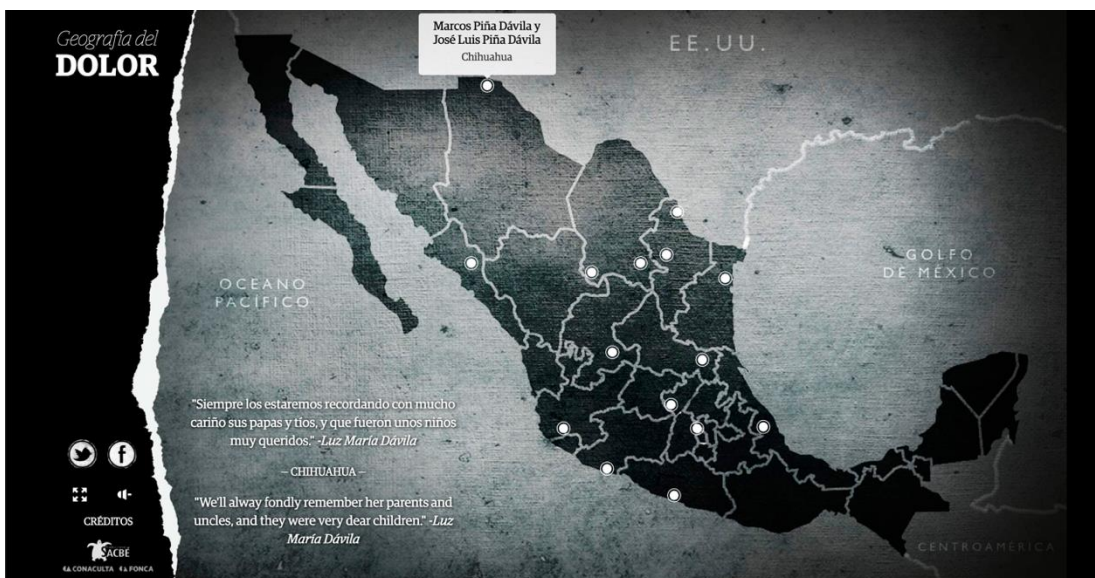 Geografía del
DOLOR
Marcos Piña Dávila y
José Luis Piña Dávila
Chihuahua
EE.UU.
OCEANO
PACÍFICO
GOLFO
DE MÉXICO
"Siempre los estaremos recordando con mucho
cariño sus papas y tíos, y que fueron unos niños
muy queridos." -Luz María Dávila
– CHIHUAHUA –
"We'll alway fondly remember her parents and
uncles, and they were very dear children." -Luz
María Dávila
CRÉDITOS
SACBÉ
CONACULTA FONCA
CENTROAMÉRICA